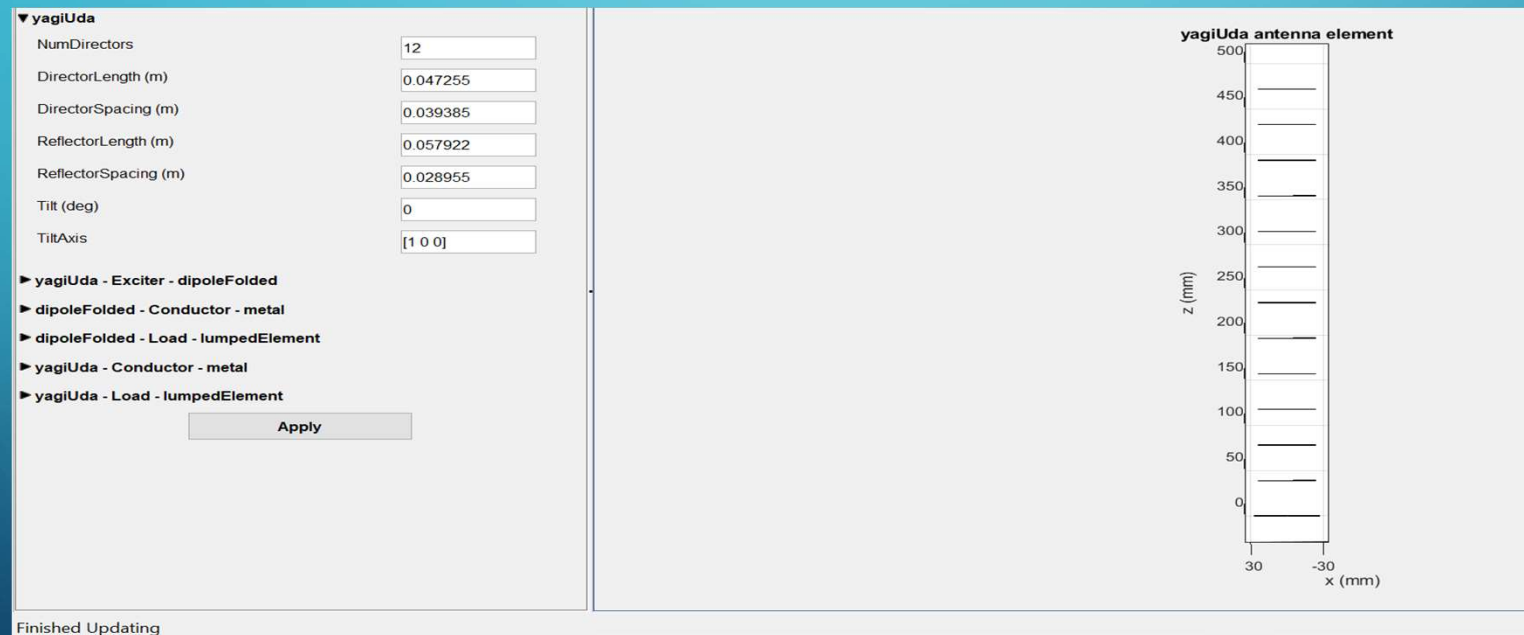 ▼ yagiUda
NumDirectors 12
DirectorLength (m) 0.047255
DirectorSpacing (m) 0.039385
ReflectorLength (m) 0.057922
ReflectorSpacing (m) 0.028955
Tilt (deg) 0
TiltAxis [1 0 0]
► yagiUda - Exciter - dipoleFolded
► dipoleFolded - Conductor - metal
► dipoleFolded - Load - lumpedElement
► yagiUda - Conductor - metal
► yagiUda - Load - lumpedElement
Apply
yagiUda antenna element
500
450
400
350
300
250
200
150
100
50
0
z (mm)
30 -30
x (mm)
Finished Updating